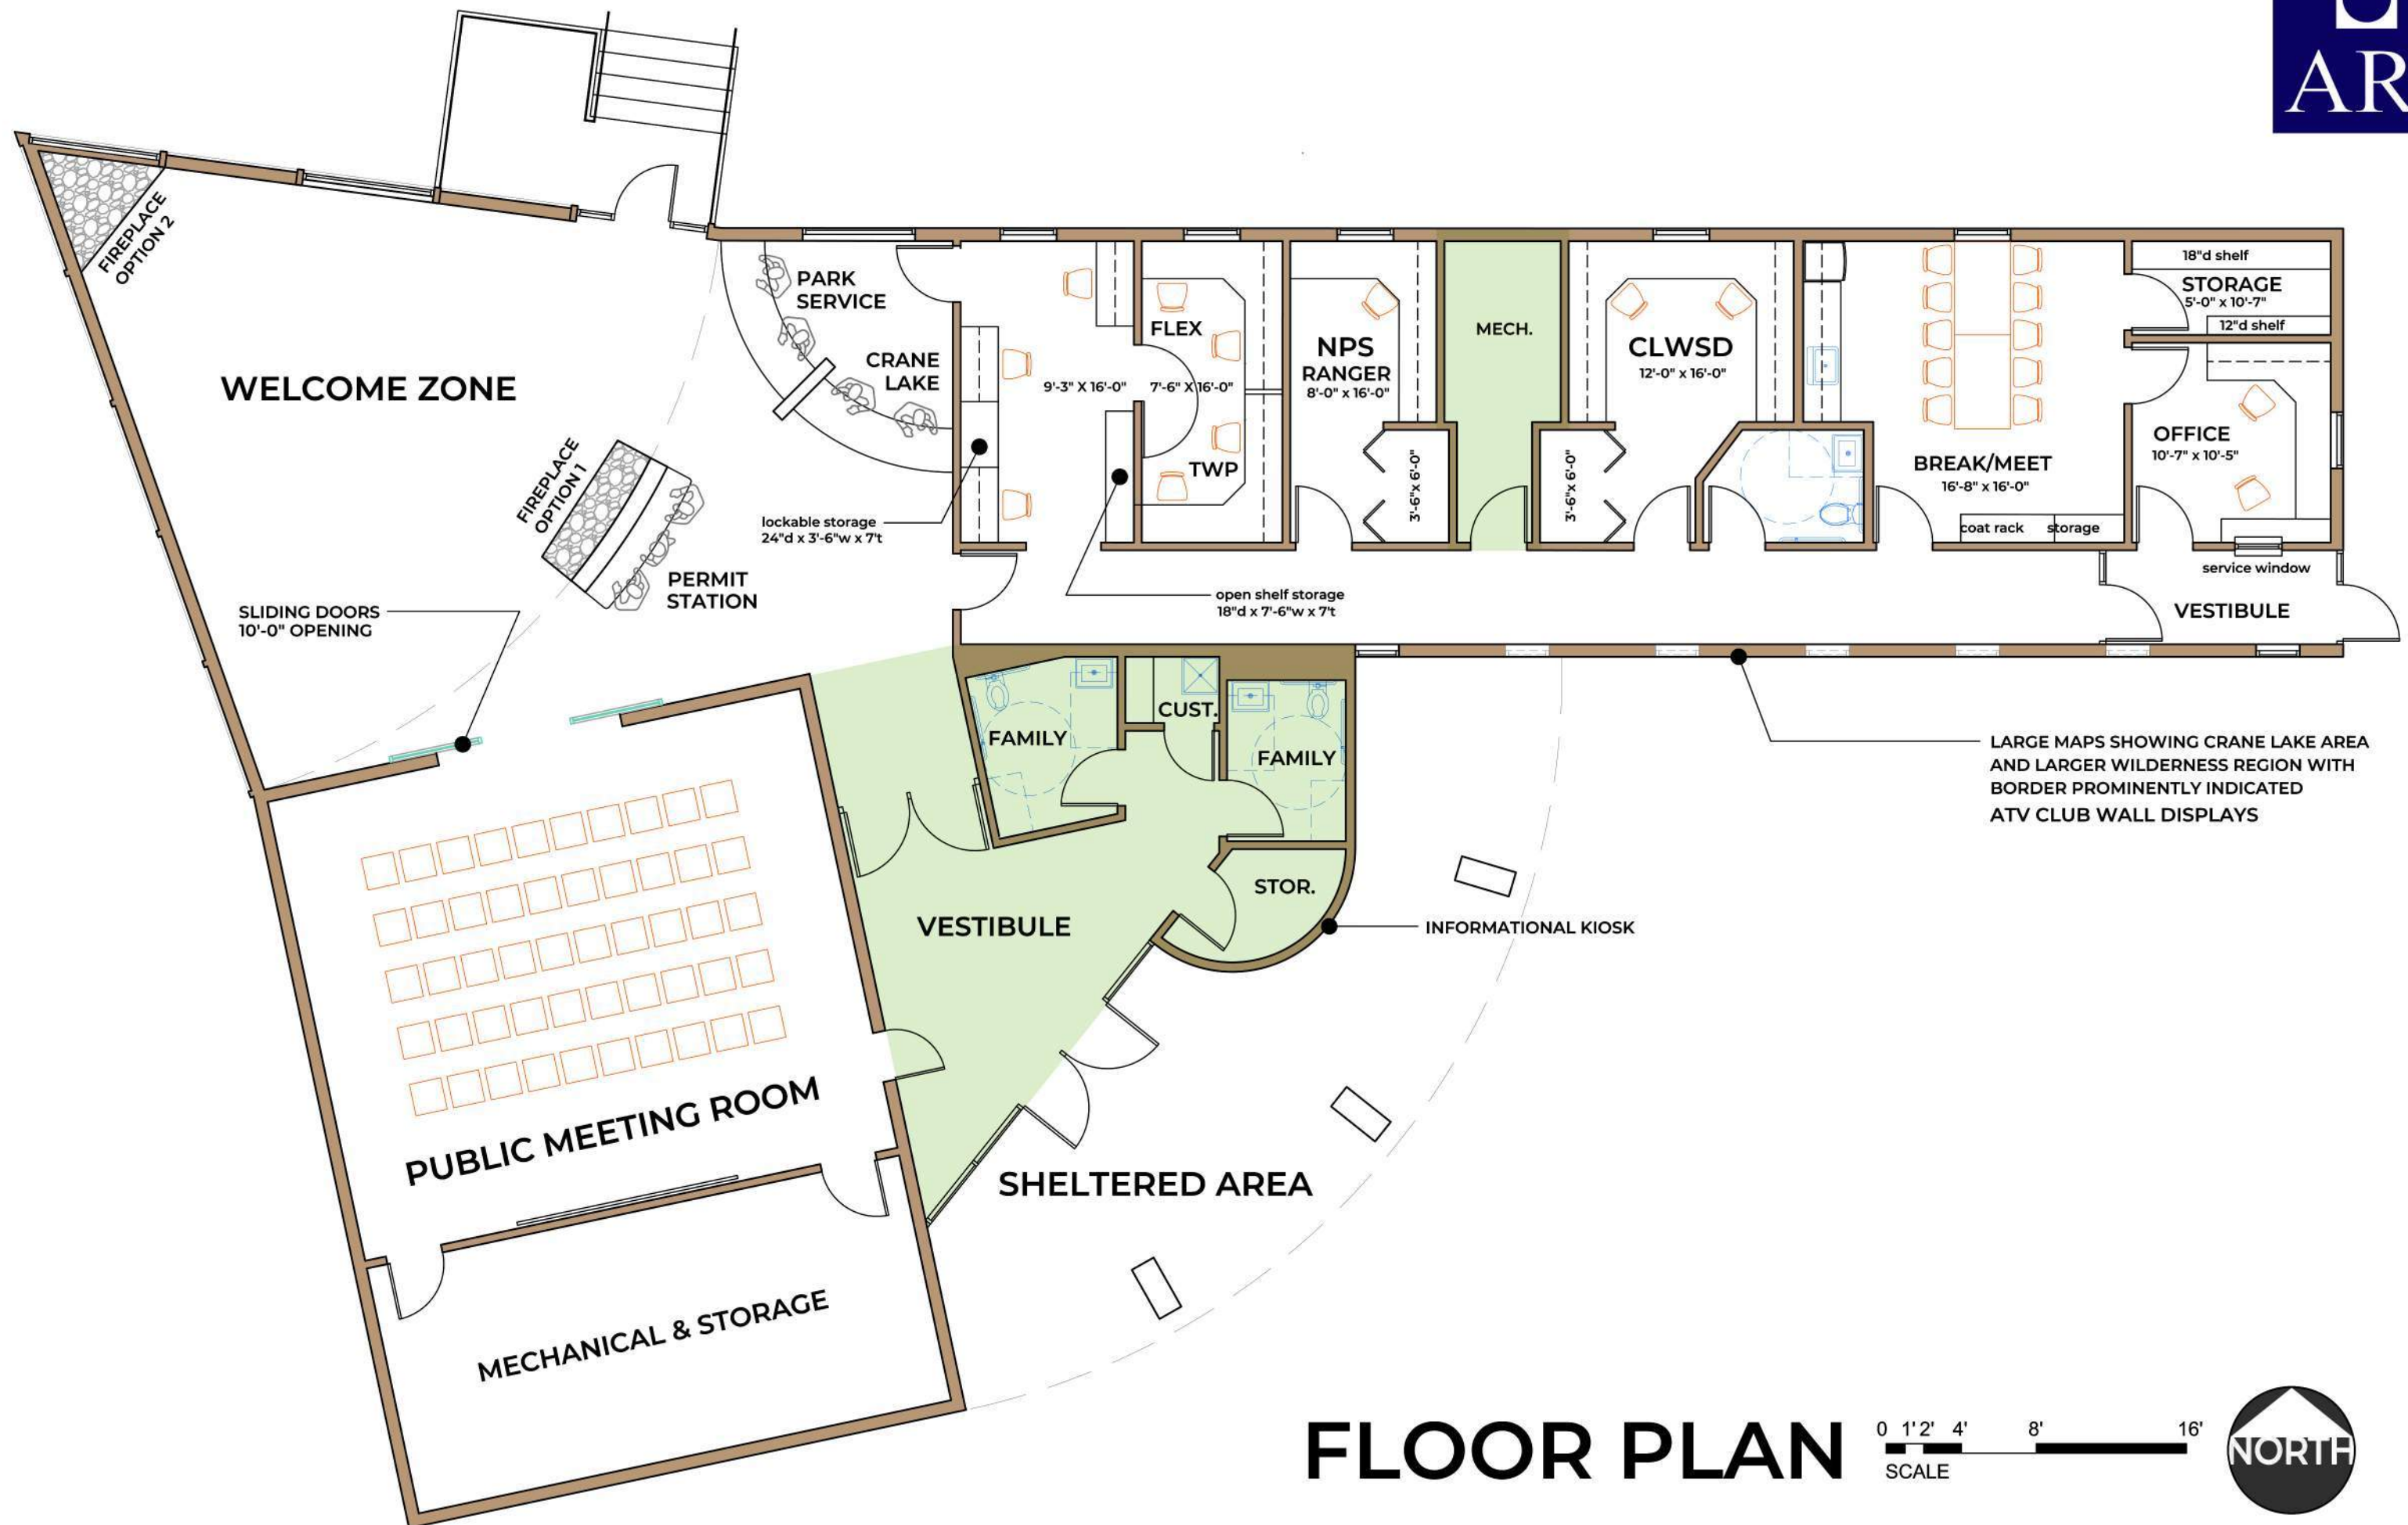 AR
FIREPLACE
OPTION 2
WELCOME ZONE
PARK
SERVICE
CRANE
LAKE
FIREPLACE
OPTION 1
PERMIT
STATION
SLIDING DOORS
10'-0" OPENING
lockable storage
24"d x 3'-6"w x 7't
9'-3" X 16'-0"
FLEX
7'-6" X 16'-0"
TWP
open shelf storage
18"d x 7'-6"w x 7't
NPS
RANGER
8'-0" x 16'-0"
3'-6"x 6'-0"
MECH.
CLWSD
12'-0" x 16'-0"
3'-6"x 6'-0"
BREAK/MEET
16'-8" x 16'-0"
coat rack storage
18"d shelf
STORAGE
5'-0" x 10'-7"
12"d shelf
OFFICE
10'-7" x 10'-5"
service window
VESTIBULE
FAMILY
CUST.
FAMILY
STOR.
VESTIBULE
INFORMATIONAL KIOSK
LARGE MAPS SHOWING CRANE LAKE AREA
AND LARGER WILDERNESS REGION WITH
BORDER PROMINENTLY INDICATED
ATV CLUB WALL DISPLAYS
PUBLIC MEETING ROOM
SHELTERED AREA
MECHANICAL & STORAGE
FLOOR PLAN
0 1' 2' 4' 8' 16'
SCALE
NORTH